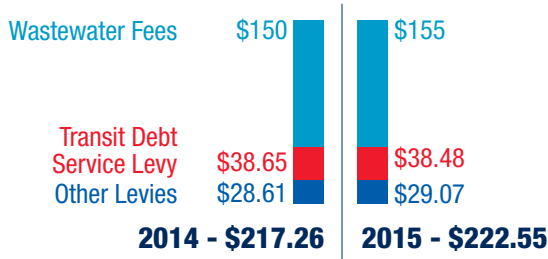 Wastewater Fees $150 $155
Transit Debt
Service Levy $38.65 $38.48
Other Levies $28.61 $29.07
2014 - $217.26 2015 - $222.55